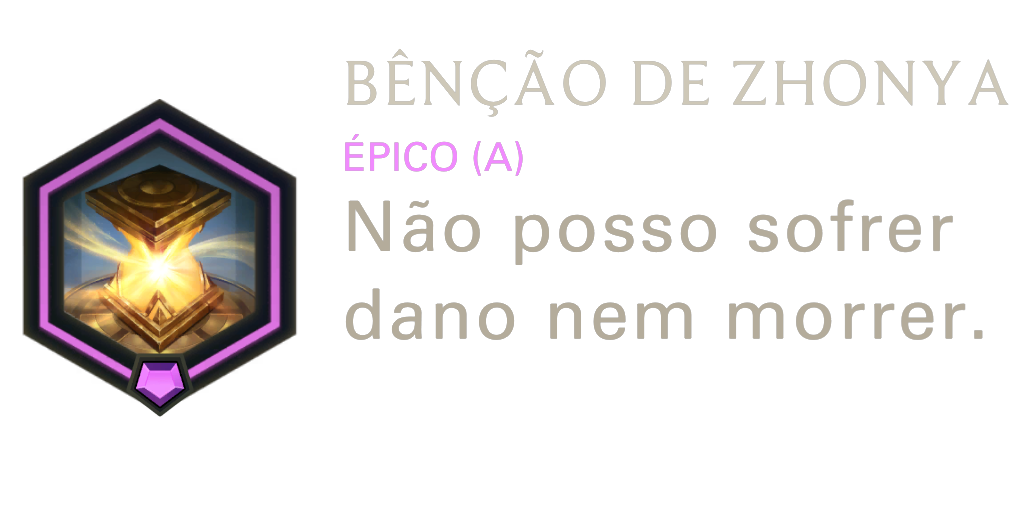 BÊNÇÃO DE ZHONYA
ÉPICO (A)
Não posso sofrer
dano nem morrer.